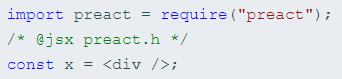 import preact = require("preact");
/* @jsx preact.h */
const x = <div />;